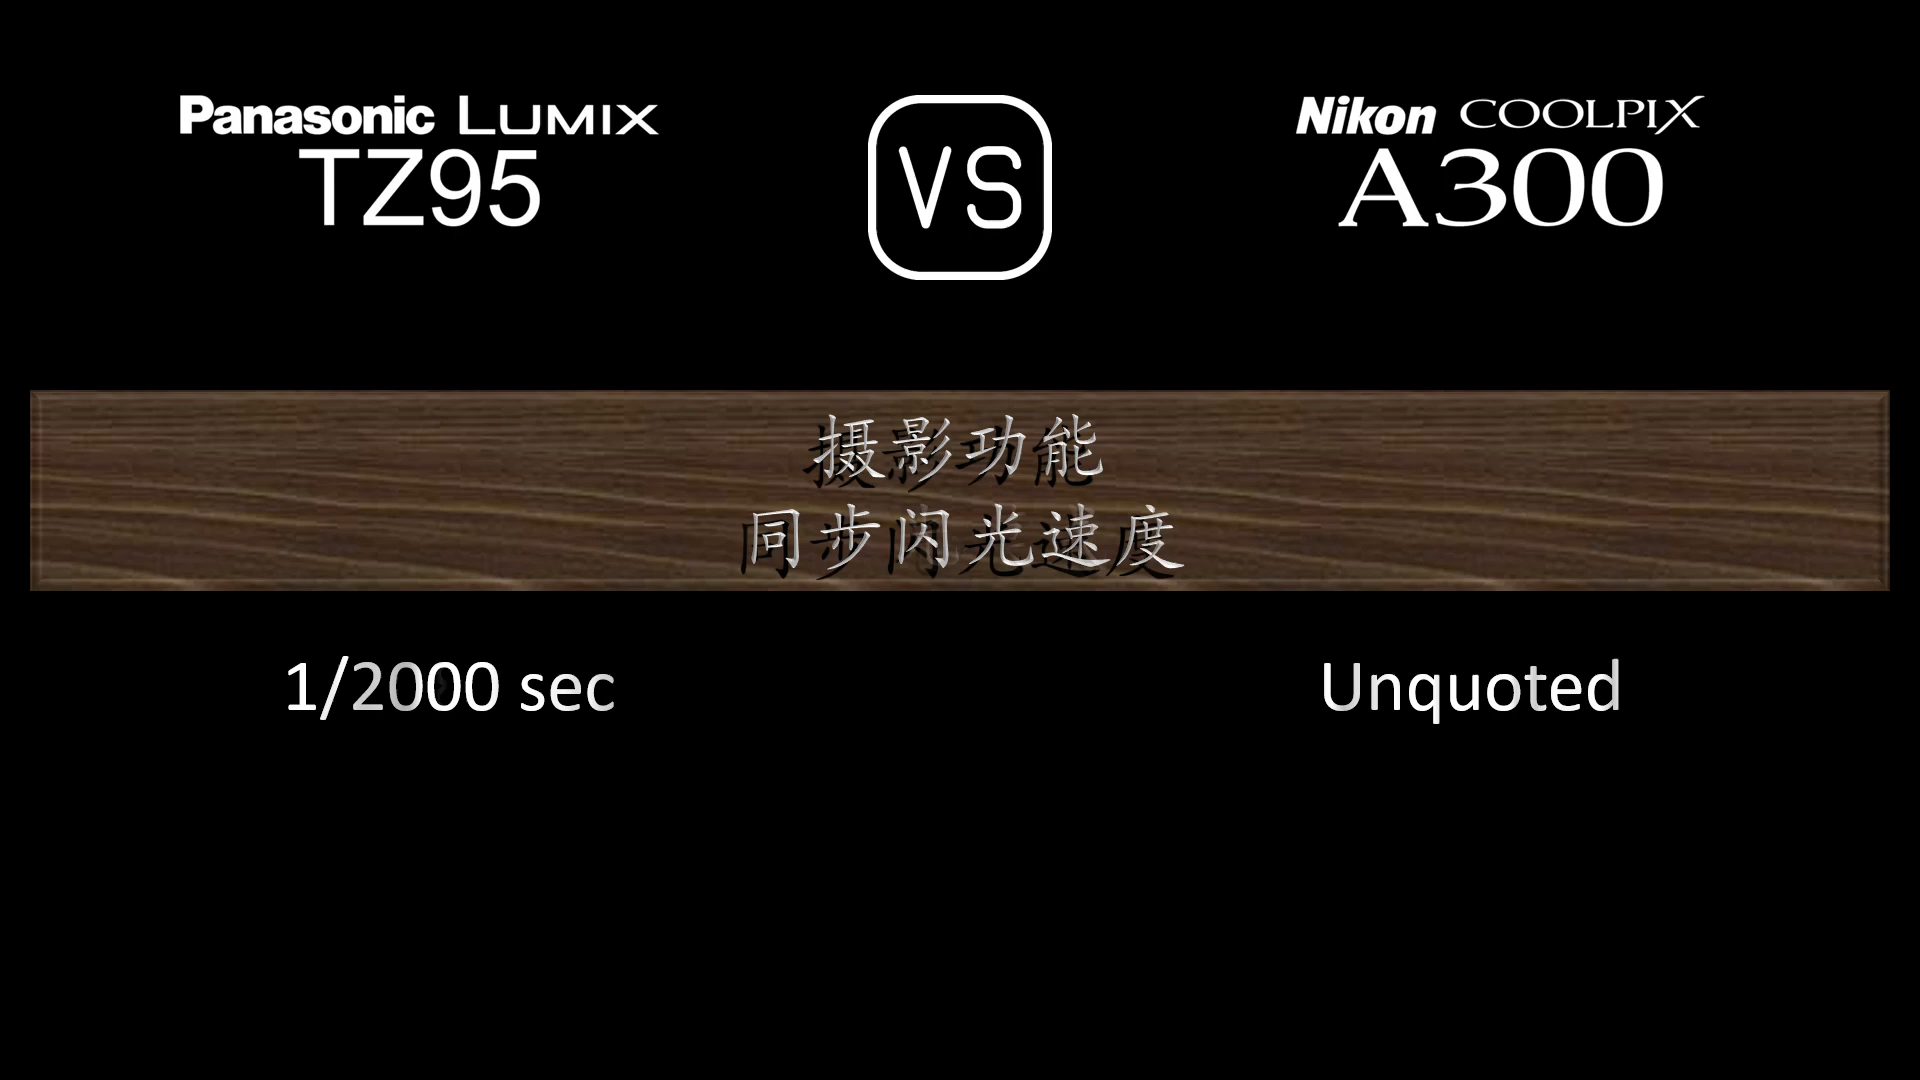 Panasonic LUMIX
TZ95
VS
Nikon COOLPIX
A300
摄影功能
同步闪光速度
1/2000 sec
Unquoted